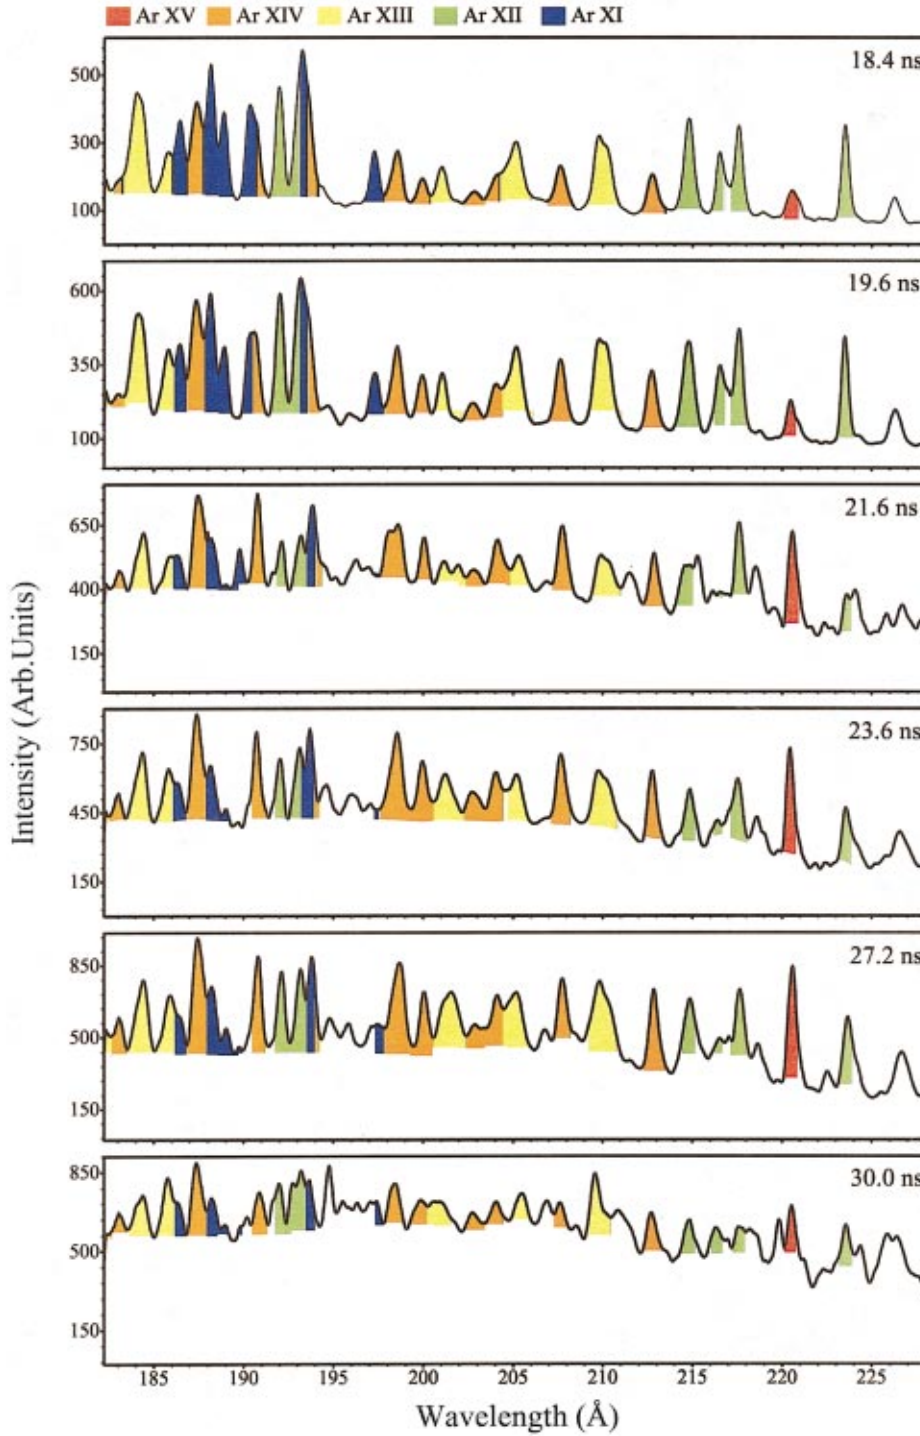 Ar XV Ar XIV Ar XIII Ar XII Ar XI
18.4 ns
500
300
100
19.6 ns
600
350
100
21.6 ns
650
400
150
23.6 ns
750
450
150
27.2 ns
850
500
150
30.0 ns
850
500
150
Intensity (Arb.Units)
185 190 195 200 205 210 215 220 225
Wavelength (Å)